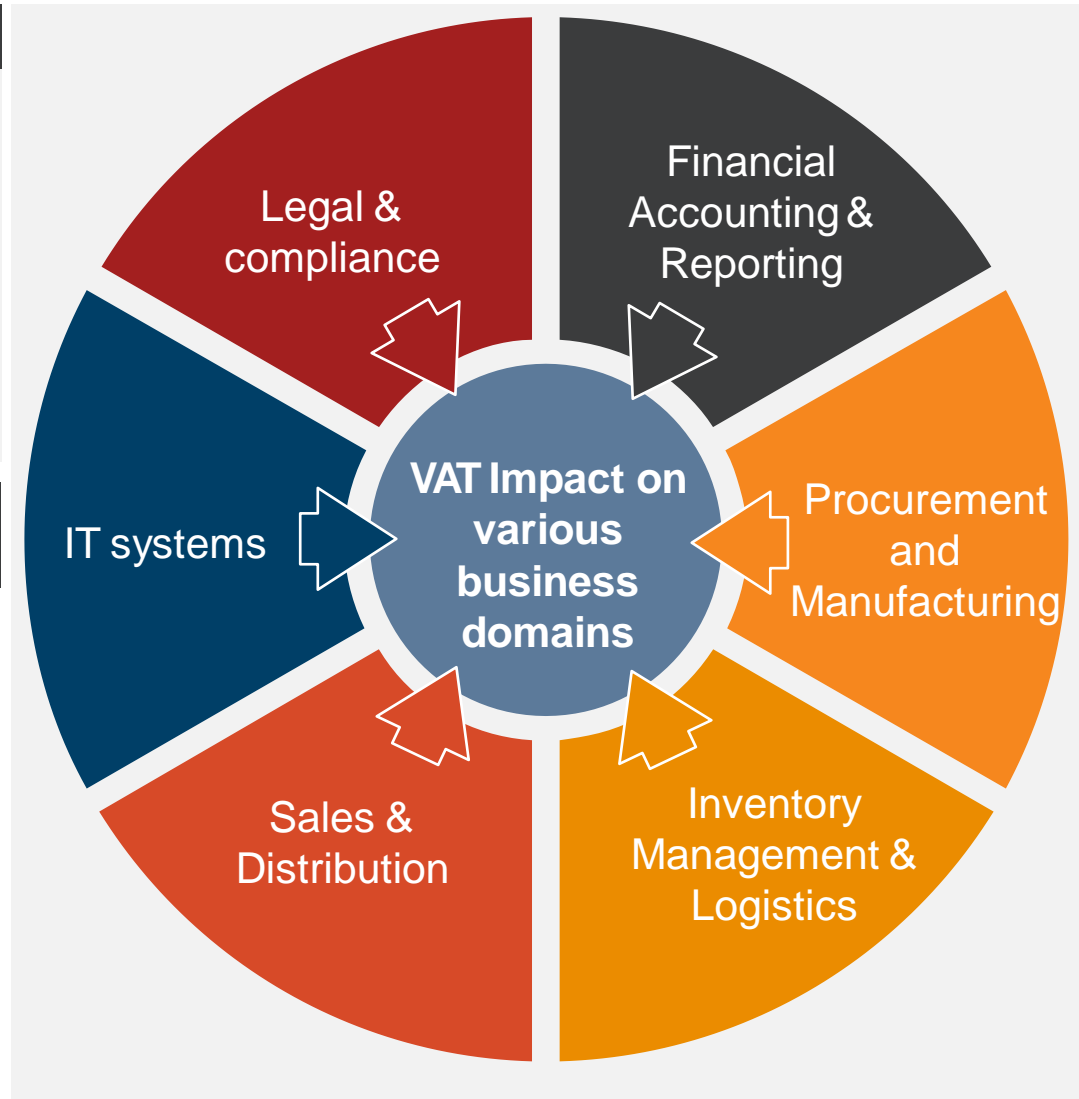 Legal &
compliance
Financial
Accounting &
Reporting
IT systems
VAT Impact on
various
business
domains
Procurement
and
Manufacturing
Sales &
Distribution
Inventory
Management &
Logistics